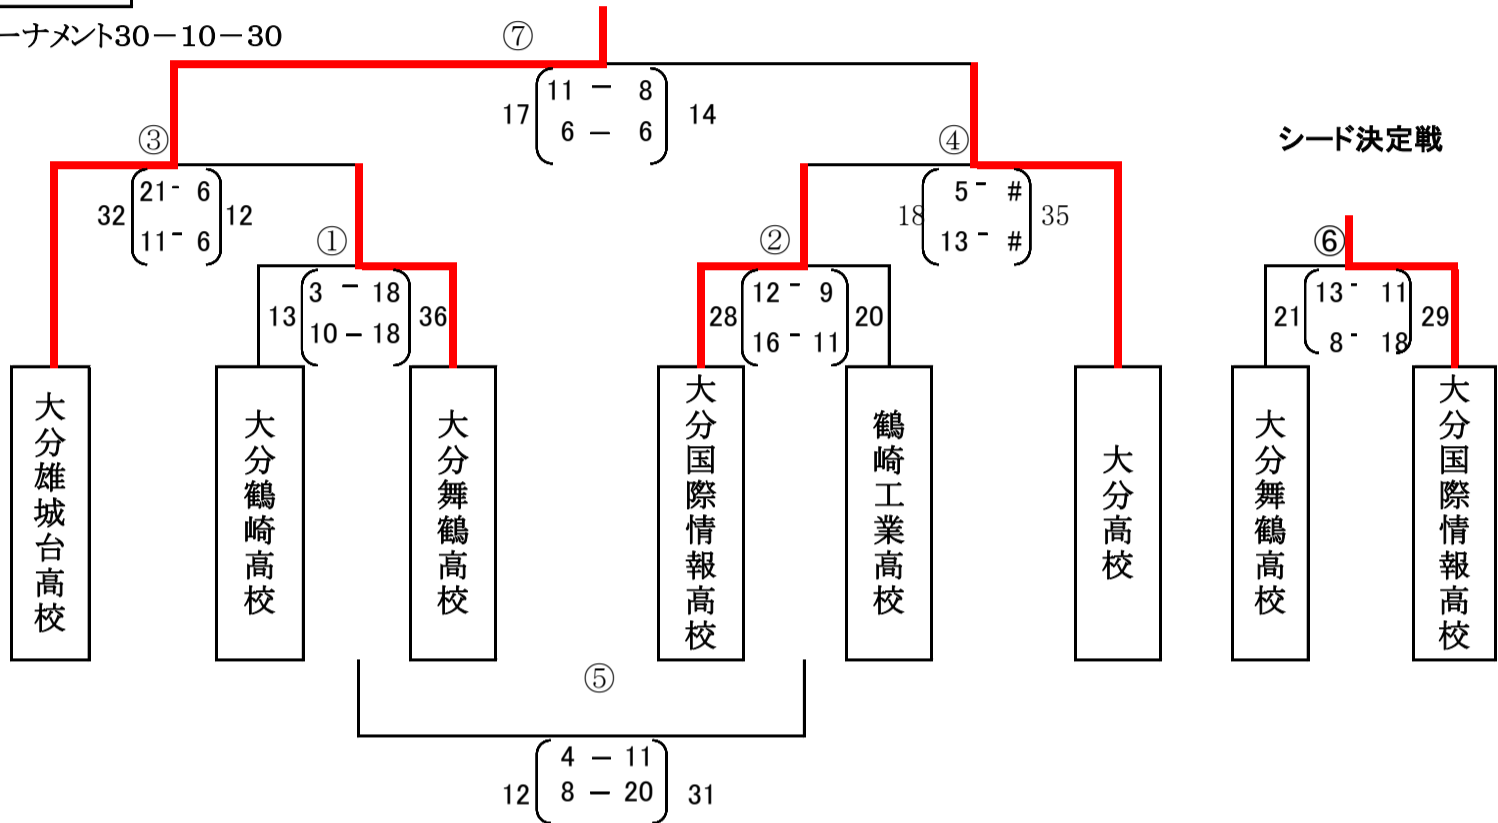 ーナメント30－10－30
⑦
17 11 － 8 14
6 － 6
③
④
シード決定戦
32 21 - 6 12
11 - 6
18 5 - # 35
13 - #
①
②
⑥
13 3 － 18 36
10 － 18
28 12 - 9 20
16 - 11
21 13 - 11 29
8 - 18
大分雄城台高校
大分鶴崎高校
大分舞鶴高校
大分国際情報高校
鶴崎工業高校
大分高校
大分舞鶴高校
大分国際情報高校
⑤
12 4 － 11 31
8 － 20